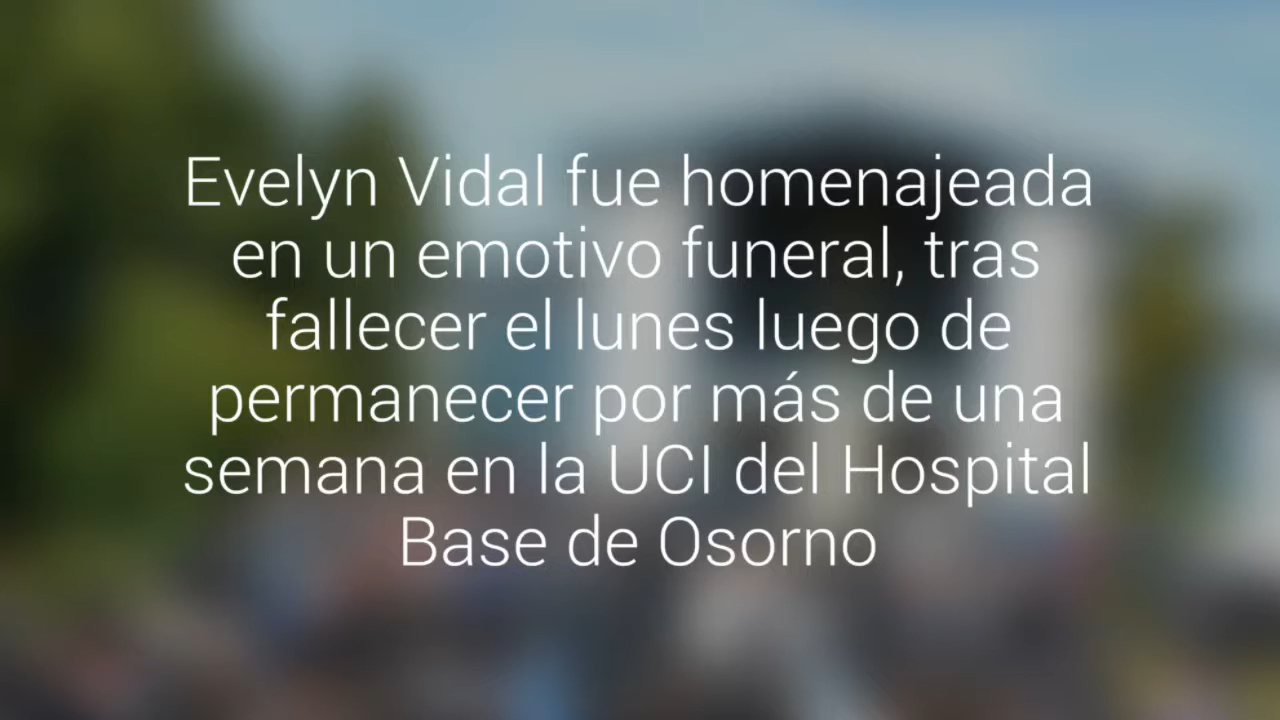 Evelyn Vidal fue homenajeada
en un emotivo funeral, tras
fallecer el lunes luego de
permanecer por más de una
semana en la UCI del Hospital
Base de Osorno